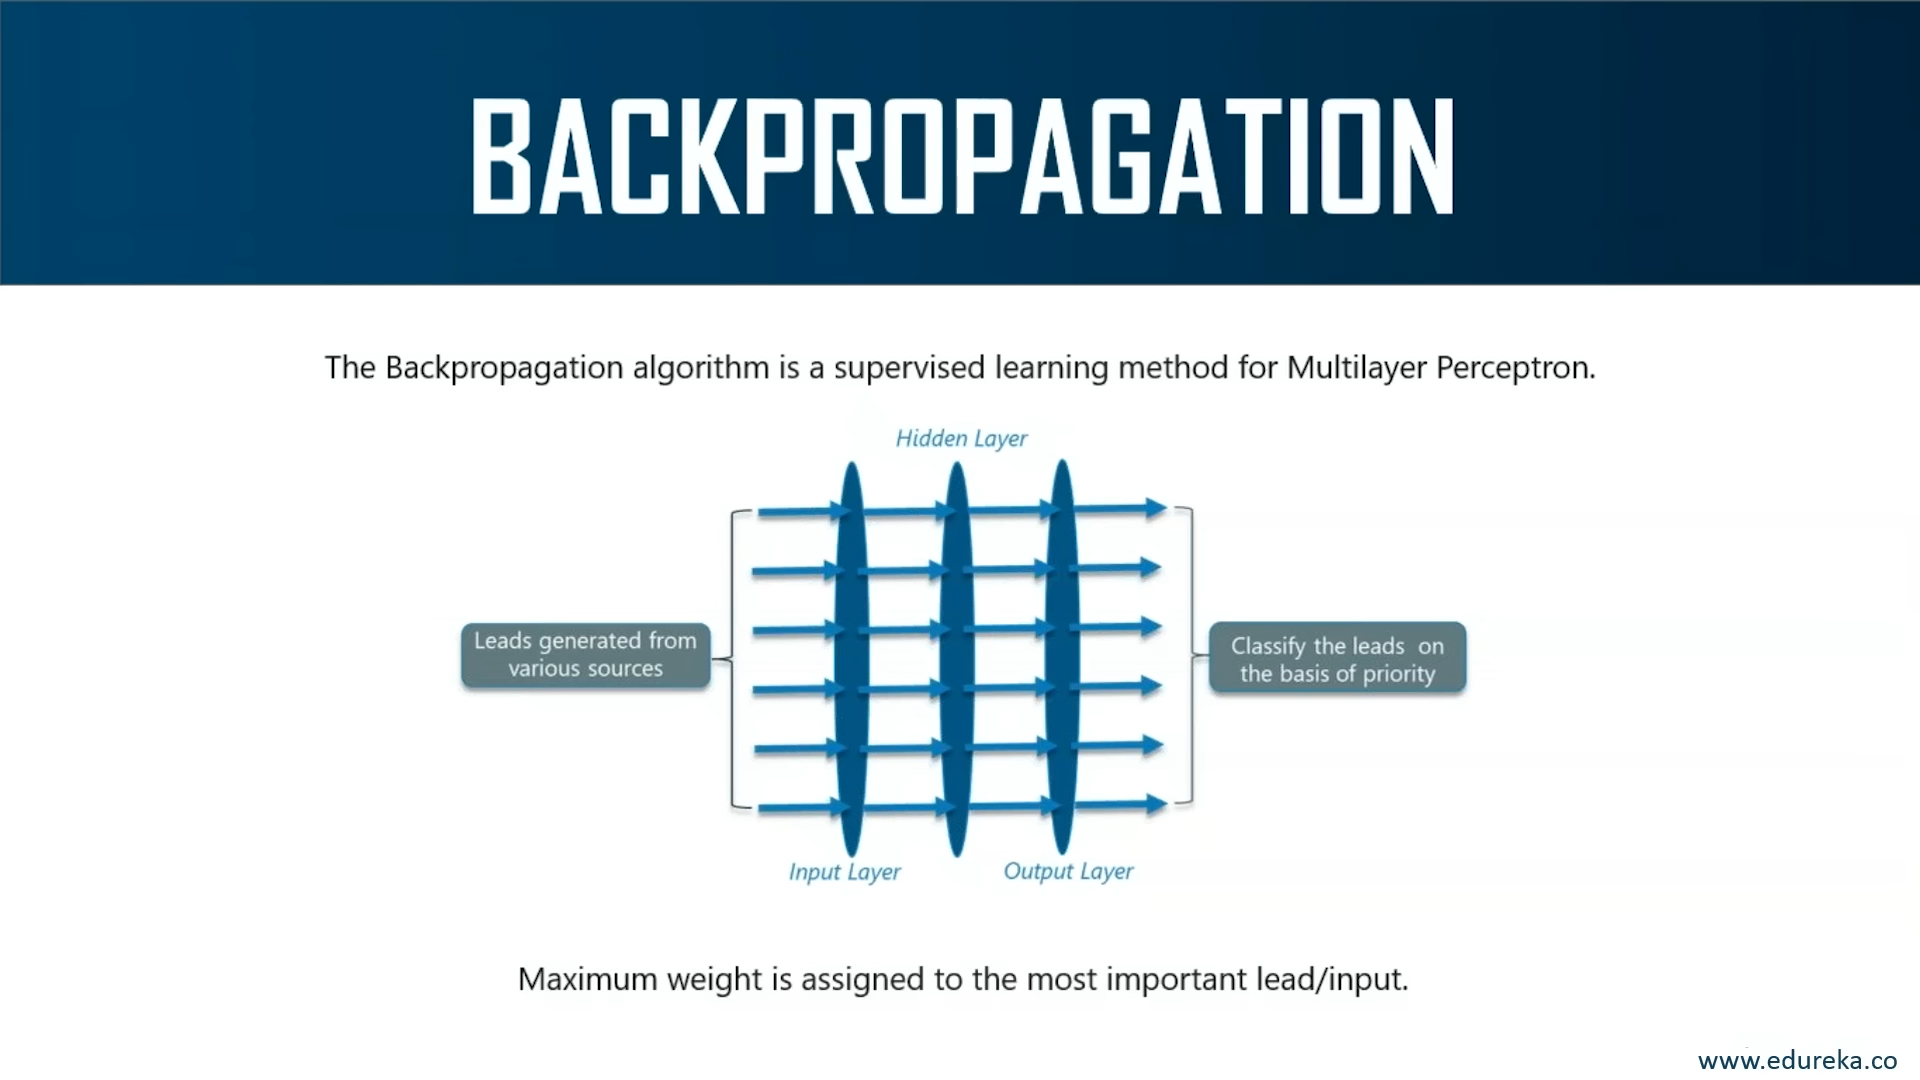 BACKPROPAGATION
The Backpropagation algorithm is a supervised learning method for Multilayer Perceptron.
Hidden Layer
Leads generated from
various sources
Classify the leads on
the basis of priority
Input Layer
Output Layer
Maximum weight is assigned to the most important lead/input.
www.edureka.co